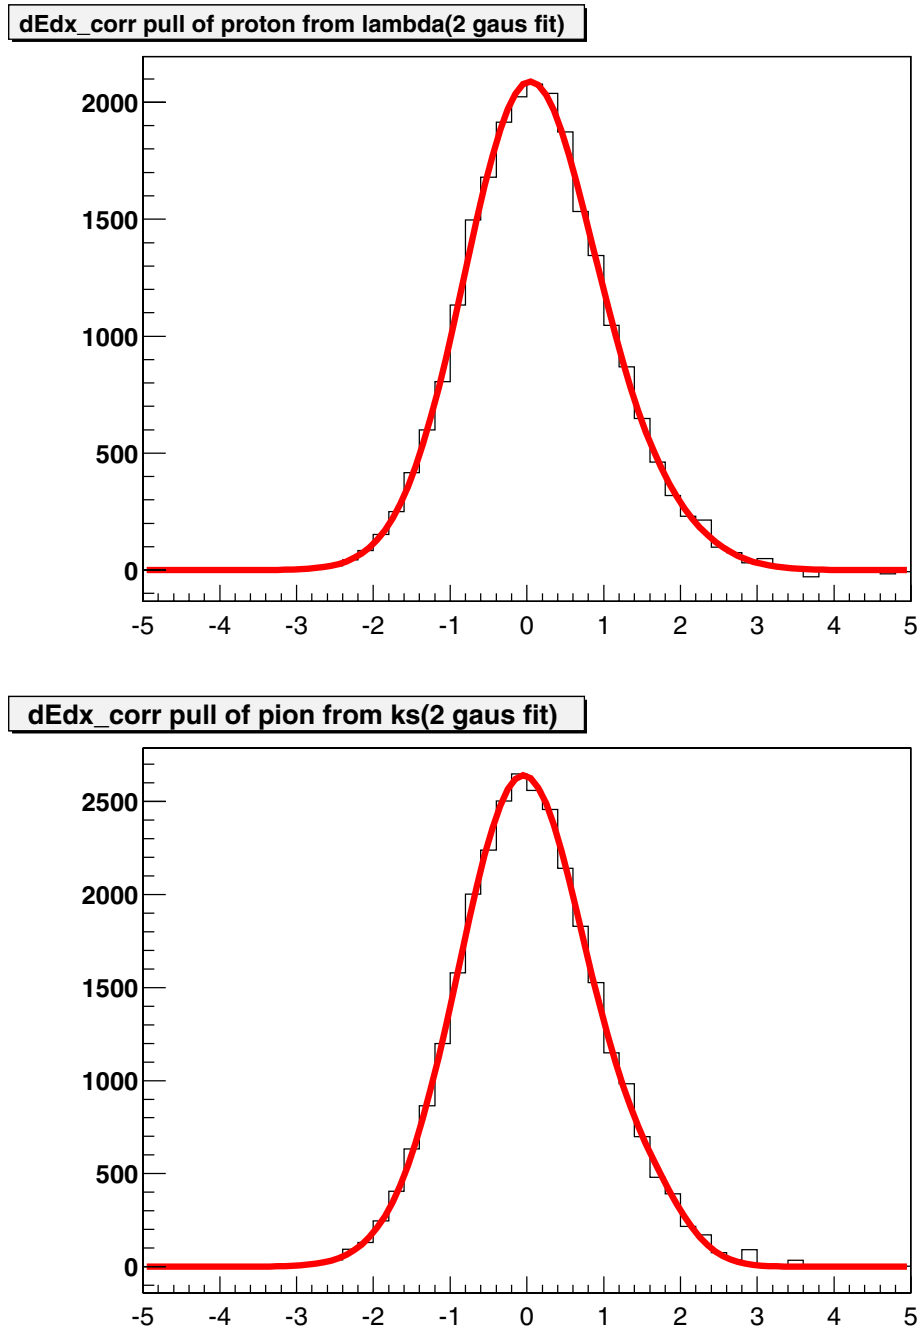 dEdx_corr pull of proton from lambda(2 gaus fit)
2000
1500
1000
500
0
-5 -4 -3 -2 -1 0 1 2 3 4 5
dEdx_corr pull of pion from ks(2 gaus fit)
2500
2000
1500
1000
500
0
-5 -4 -3 -2 -1 0 1 2 3 4 5